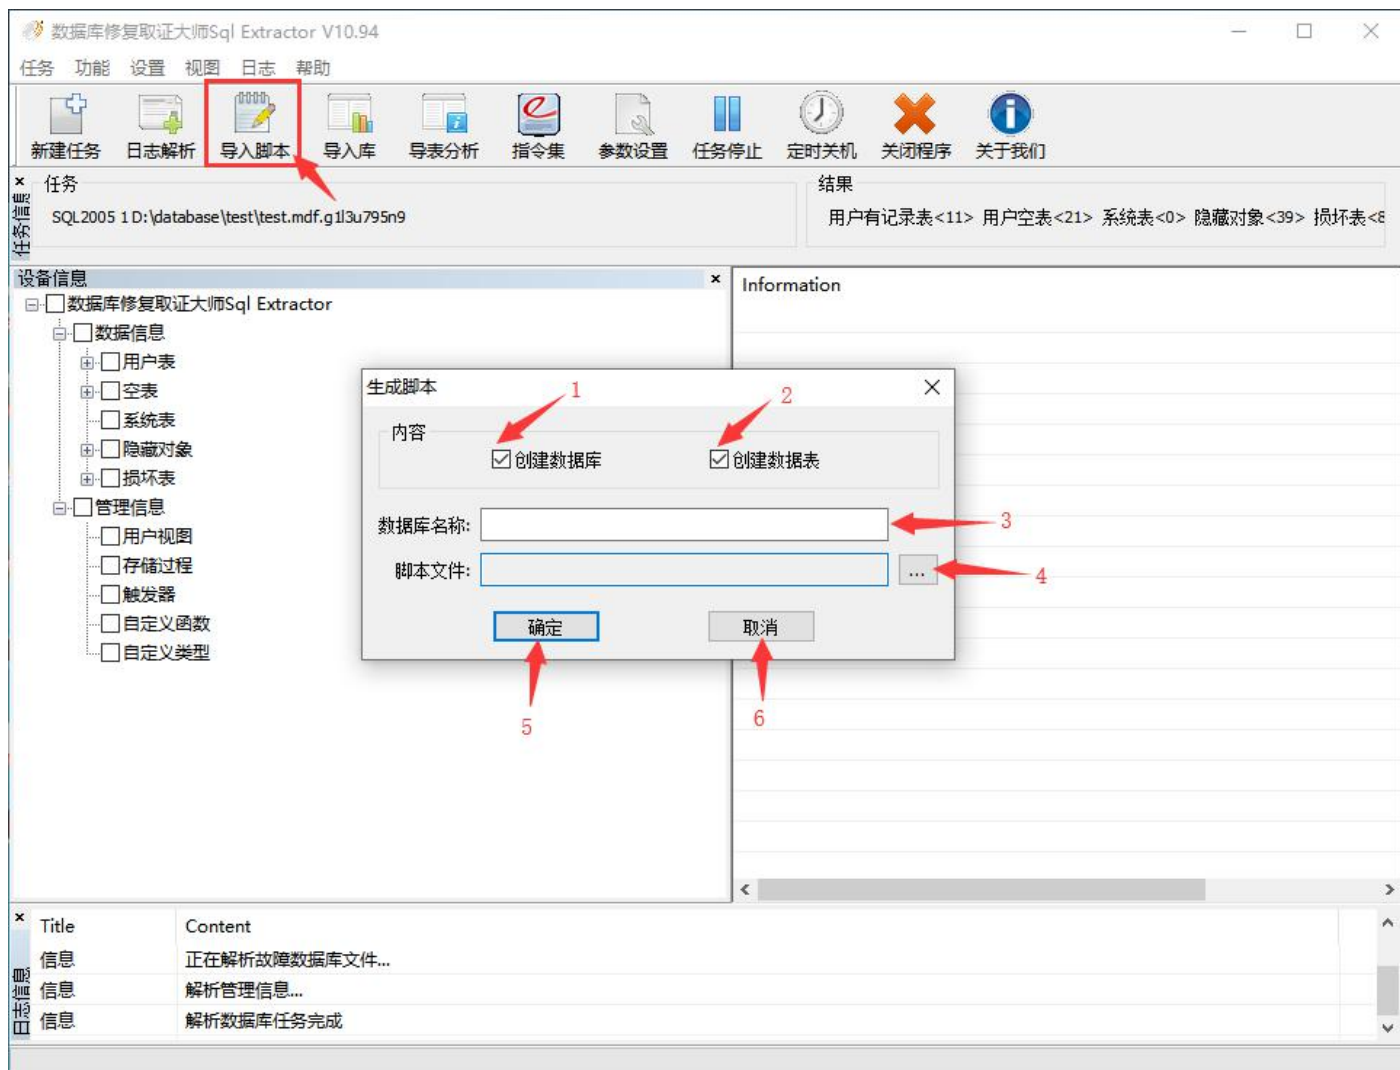 数据库修复取证大师Sql Extractor V10.94
任务 功能 设置 视图 日志 帮助
新建任务 日志解析 导入脚本 导入库 导表分析 指令集 参数设置 任务停止 定时关机 关闭程序 关于我们
任务信息
任务
SQL2005 1 D:\database\test\test.mdf.g1l3u795n9
结果
用户有记录表<11> 用户空表<21> 系统表<0> 隐藏对象<39> 损坏表<8
设备信息
数据库修复取证大师Sql Extractor
数据信息
用户表
空表
系统表
隐藏对象
损坏表
管理信息
用户视图
存储过程
触发器
自定义函数
自定义类型
Information
生成脚本
1
2
内容
创建数据库 创建数据表
数据库名称:
3
脚本文件: ...
4
确定 取消
5
6
日志信息
Title Content
信息 正在解析故障数据库文件...
信息 解析管理信息...
信息 解析数据库任务完成